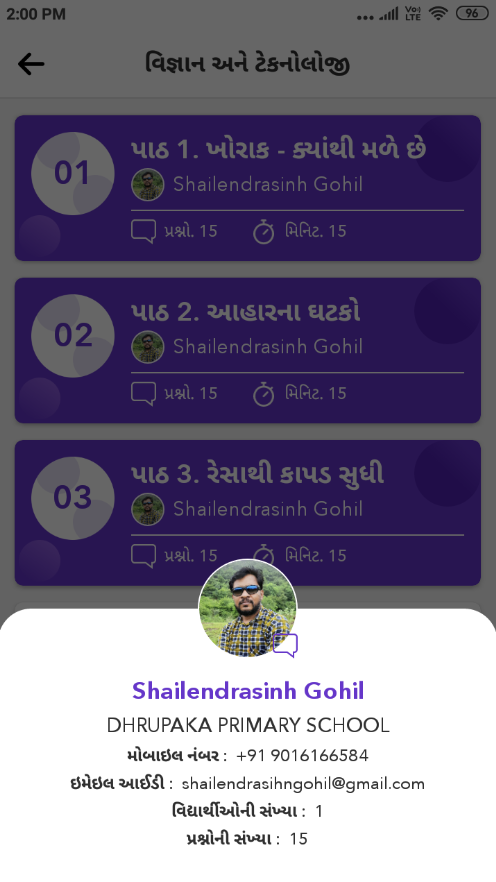 2:00 PM
Vo) LTE
96
વિજ્ઞાન અને ટેકનોલોજી
01
પાઠ 1. ખોરાક - ક્યાંથી મળે છે
Shailendrasinh Gohil
પ્રશ્નો. 15 મિનિટ. 15
02
પાઠ 2. આહારના ઘટકો
Shailendrasinh Gohil
પ્રશ્નો. 15 મિનિટ. 15
03
પાઠ 3. રેસાથી કાપડ સુધી
Shailendrasinh Gohil
પ્રશ્નો. 15 મિનિટ. 15
Shailendrasinh Gohil
DHRUPAKA PRIMARY SCHOOL
મોબાઇલ નંબર : +91 9016166584
ઇમેઇલ આઈડી : shailendrasihngohil@gmail.com
વિદ્યાર્થીઓની સંખ્યા : 1
પ્રશ્નોની સંખ્યા : 15